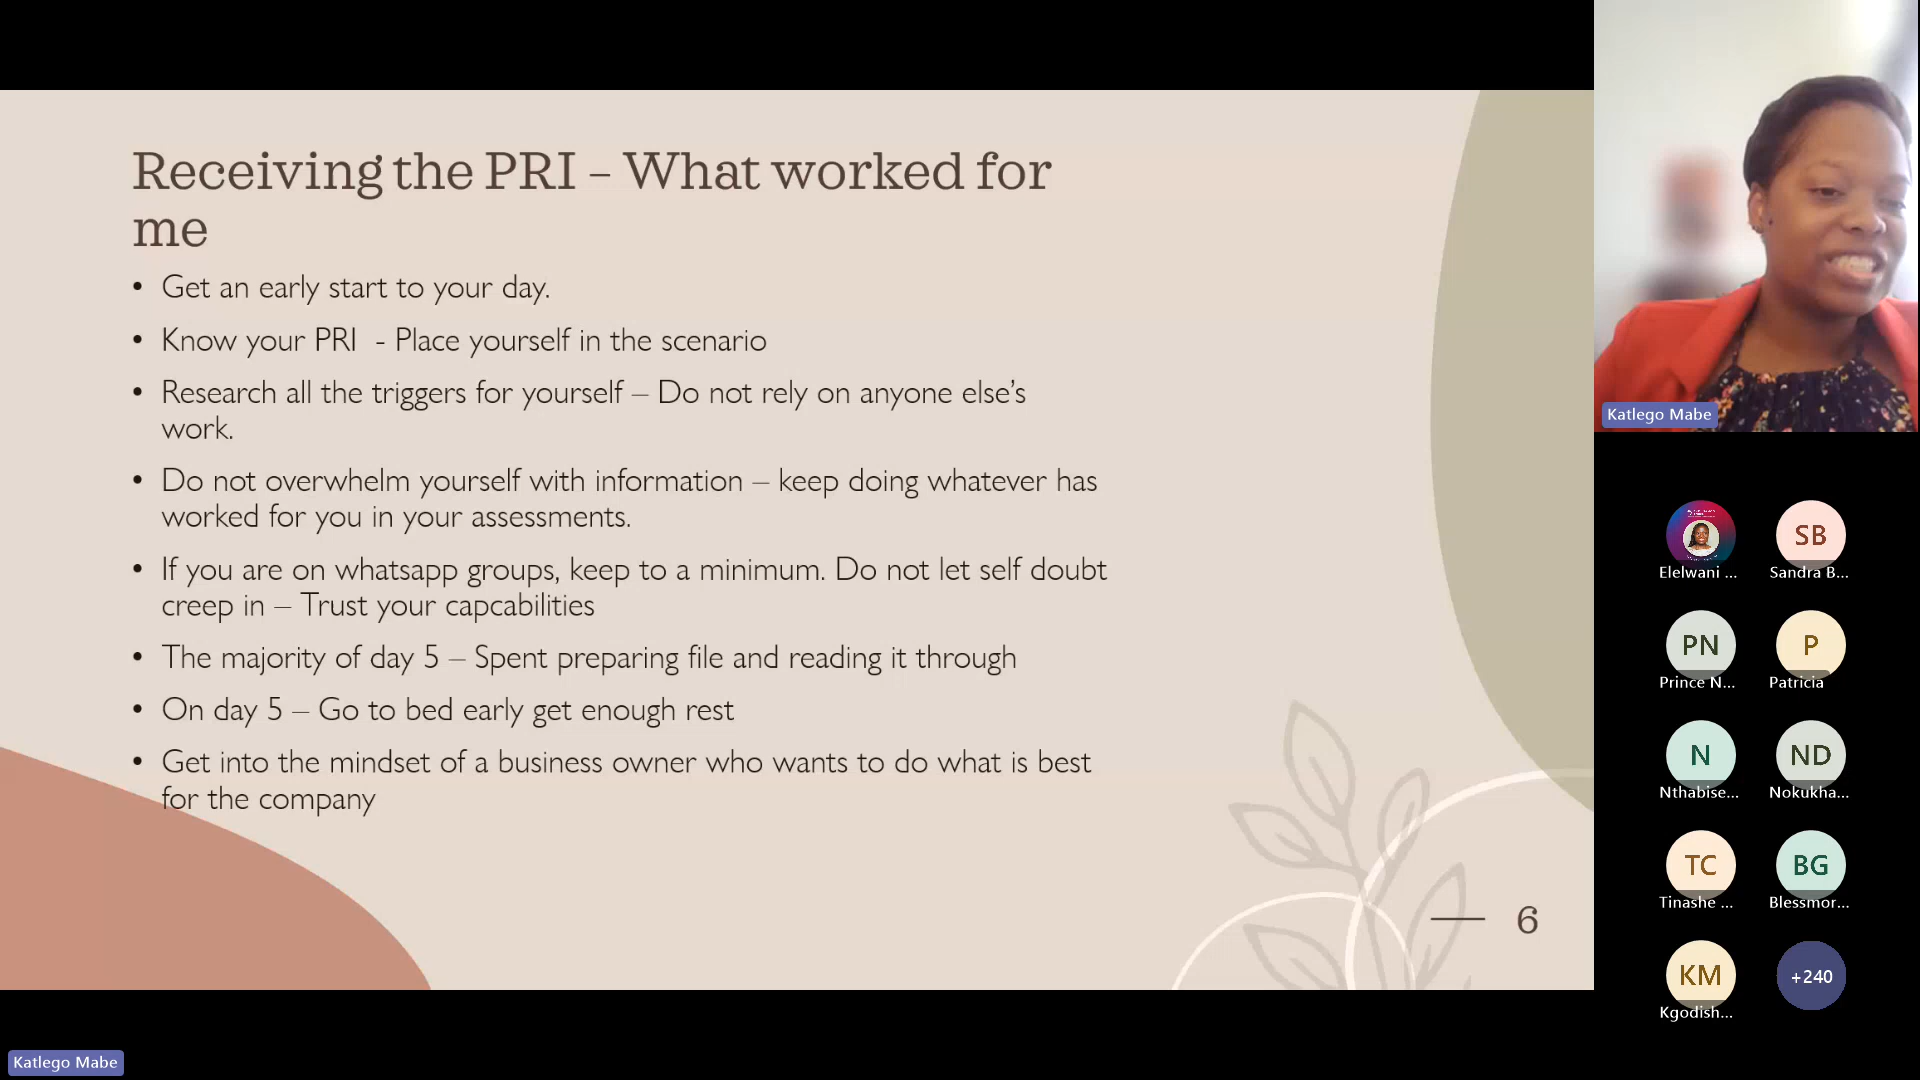 Receiving the PRI – What worked for
me
• Get an early start to your day.
• Know your PRI - Place yourself in the scenario
• Research all the triggers for yourself – Do not rely on anyone else's
work.
• Do not overwhelm yourself with information – keep doing whatever has
worked for you in your assessments.
• If you are on whatsapp groups, keep to a minimum. Do not let self doubt
creep in – Trust your capcabilities
• The majority of day 5 – Spent preparing file and reading it through
• On day 5 – Go to bed early get enough rest
• Get into the mindset of a business owner who wants to do what is best
for the company
6
Katlego Mabe
Elelwani ...
SB
Sandra B...
PN
Prince N...
P
Patricia
N
Nthabise...
ND
Nokukha...
TC
Tinashe ...
BG
Blessmor...
KM
Kgodish...
+240
Katlego Mabe